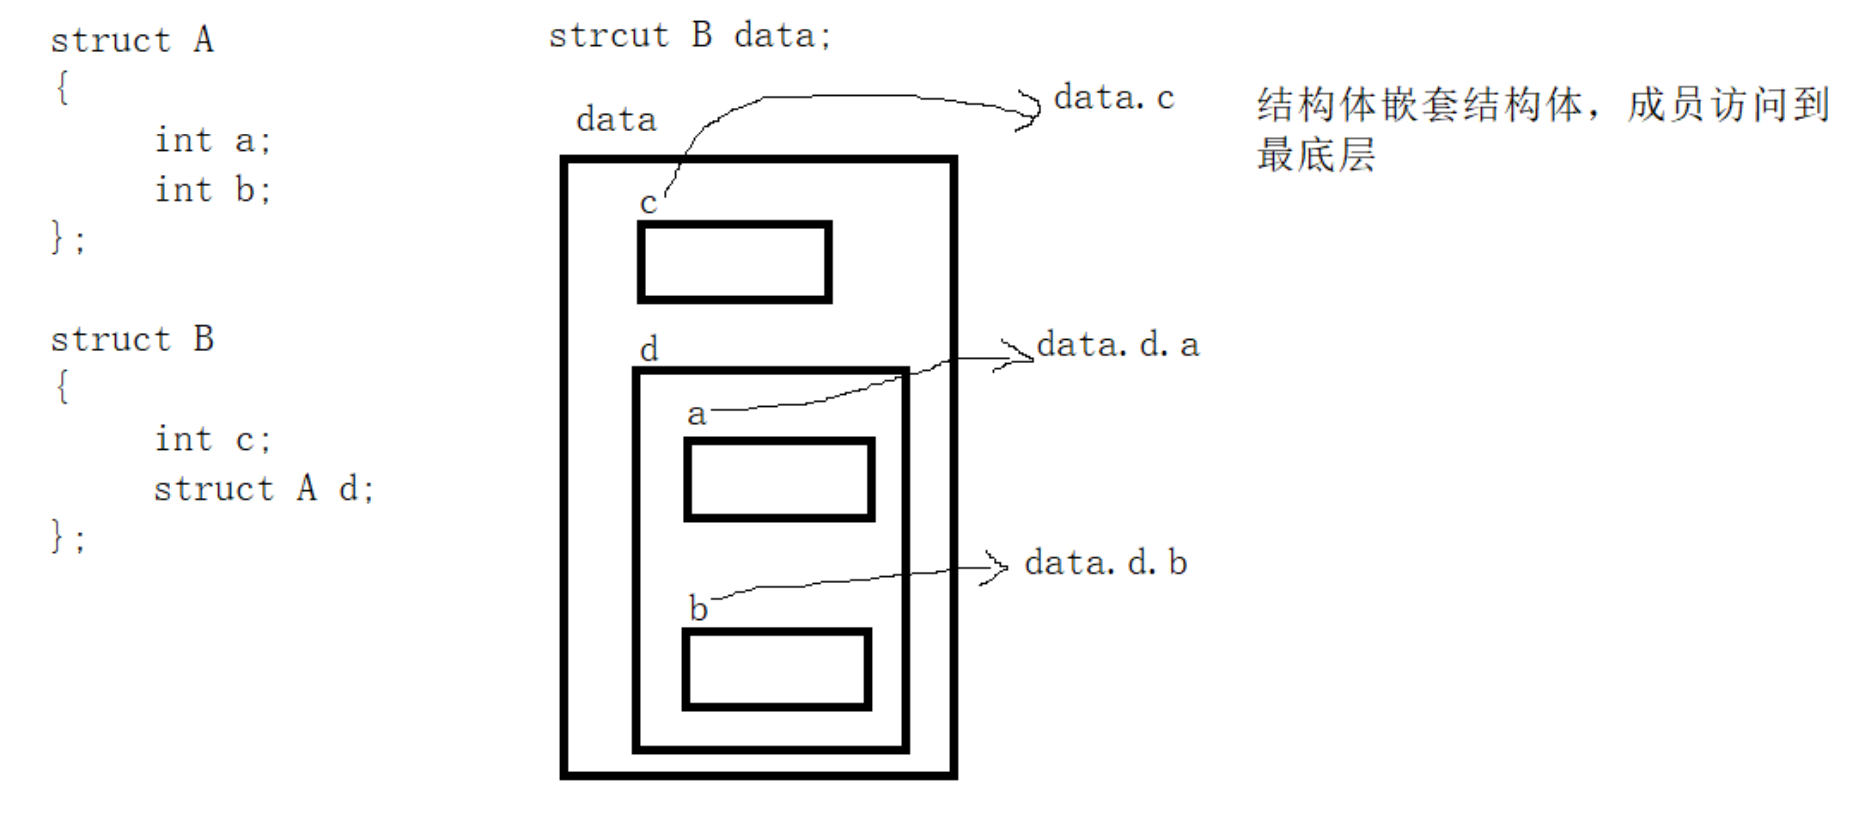 struct A
{
int a;
int b;
};
struct B
{
int c;
struct A d;
};
strcut B data;
data
c
d
a
b
data.c
data.d.a
data.d.b
结构体嵌套结构体，成员访问到
最底层